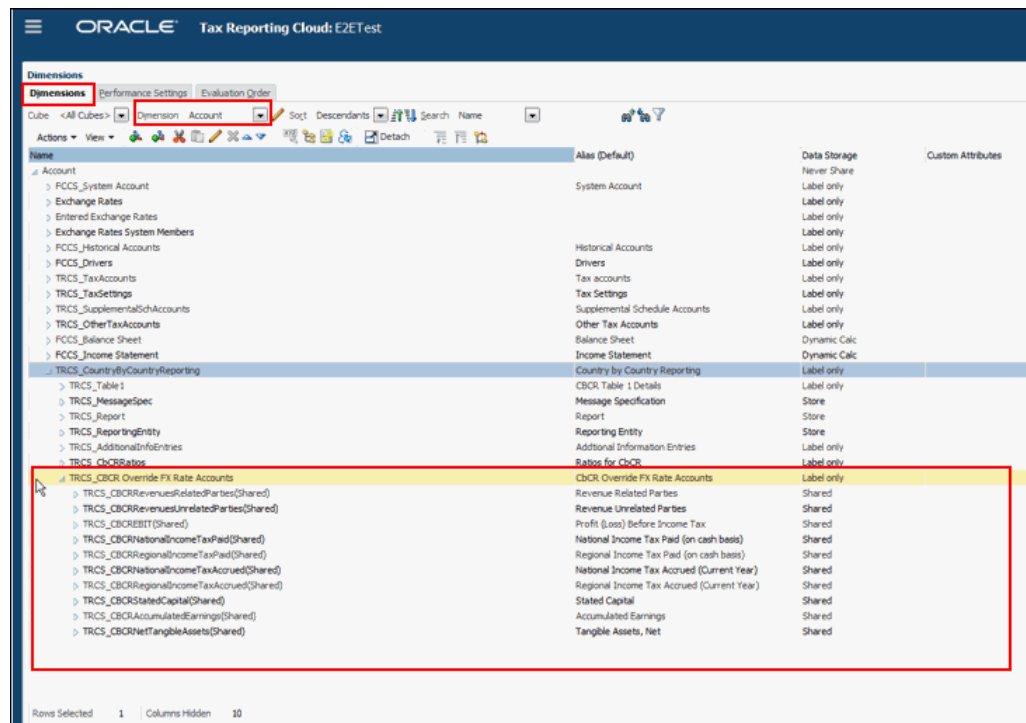 ORACLE Tax Reporting Cloud: E2ETest
Dimensions
Dimensions Performance Settings Evaluation Order
Cube <All Cubes> Dimension Account Sort Descendants Search Name
Actions View Detach
Name Alias (Default) Data Storage Custom Attributes
Account Never Share
FCCS_System Account System Account Label only
Exchange Rates Label only
Entered Exchange Rates Label only
Exchange Rates System Members Label only
FCCS_Historical Accounts Historical Accounts Label only
FCCS_Drivers Drivers Label only
TRCS_TaxAccounts Tax accounts Label only
TRCS_TaxSettings Tax Settings Label only
TRCS_SupplementalSchAccounts Supplemental Schedule Accounts Label only
TRCS_OtherTaxAccounts Other Tax Accounts Label only
FCCS_Balance Sheet Balance Sheet Dynamic Calc
FCCS_Income Statement Income Statement Dynamic Calc
TRCS_CountryByCountryReporting Country by Country Reporting Label only
TRCS_Table1 CBCR Table 1 Details Label only
TRCS_MessageSpec Message Specification Store
TRCS_Report Report Store
TRCS_ReportingEntity Reporting Entity Store
TRCS_AdditionalInfoEntries Addtional Information Entries Label only
TRCS_CbCRRatios Ratios for CbCR Label only
TRCS_CBCR Override FX Rate Accounts CbCR Override FX Rate Accounts Label only
TRCS_CBCRRevenuesRelatedParties(Shared) Revenue Related Parties Shared
TRCS_CBCRRevenuesUnrelatedParties(Shared) Revenue Unrelated Parties Shared
TRCS_CBCREBIT(Shared) Profit (Loss) Before Income Tax Shared
TRCS_CBCRNationalIncomeTaxPaid(Shared) National Income Tax Paid (on cash basis) Shared
TRCS_CBCRRegionalIncomeTaxPaid(Shared) Regional Income Tax Paid (on cash basis) Shared
TRCS_CBCRNationalIncomeTaxAccrued(Shared) National Income Tax Accrued (Current Year) Shared
TRCS_CBCRRegionalIncomeTaxAccrued(Shared) Regional Income Tax Accrued (Current Year) Shared
TRCS_CBCRStatedCapital(Shared) Stated Capital Shared
TRCS_CBCRAccumulatedEarnings(Shared) Accumulated Earnings Shared
TRCS_CBCRNetTangibleAssets(Shared) Tangible Assets, Net Shared
Rows Selected 1 Columns Hidden 10